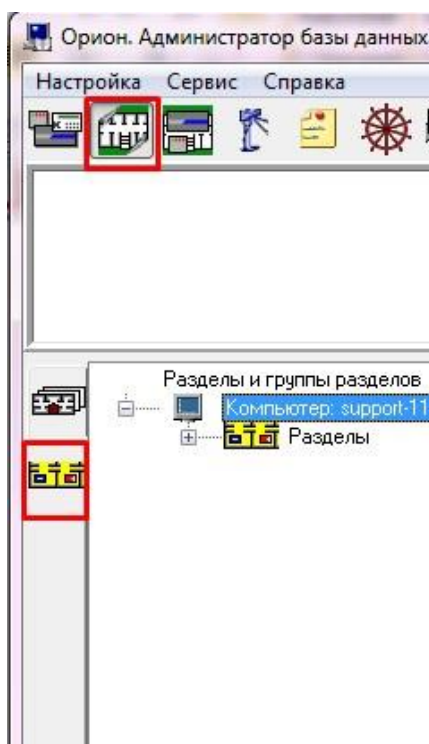 Орион. Администратор базы данных
Настройка Сервис Справка
Разделы и группы разделов
Компьютер: support-11
Разделы